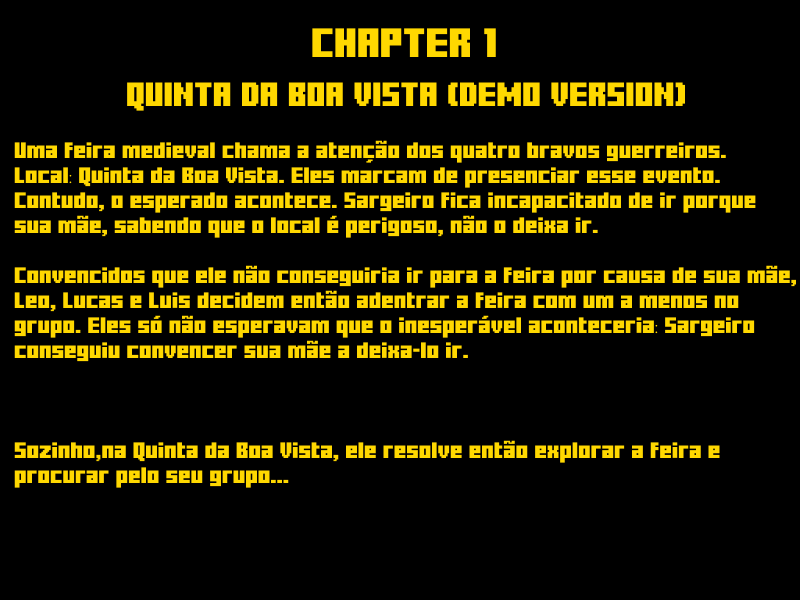 CHAPTER 1
QUINTA DA BOA VISTA (DEMO VERSION)
Uma feira medieval chama a atenção dos quatro bravos guerreiros.
Local: Quinta da Boa Vista. Eles marcam de presenciar esse evento.
Contudo, o esperado acontece. Sargeiro fica incapacitado de ir porque
sua mãe, sabendo que o local é perigoso, não o deixa ir.
Convencidos que ele não conseguiria ir para a feira por causa de sua mãe,
Leo, Lucas e Luis decidem então adentrar a feira com um a menos no
grupo. Eles só não esperavam que o inesperável aconteceria: Sargeiro
conseguiu convencer sua mãe a deixa-lo ir.
Sozinho,na Quinta da Boa Vista, ele resolve então explorar a feira e
procurar pelo seu grupo...